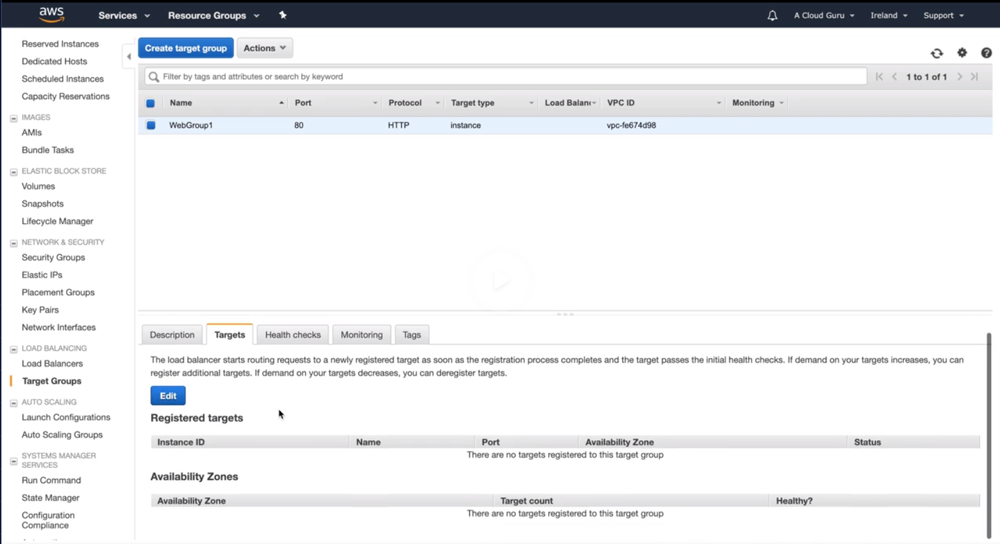 aws Services Resource Groups A Cloud Guru Ireland Support
Reserved Instances
Dedicated Hosts
Scheduled Instances
Capacity Reservations
IMAGES
AMIs
Bundle Tasks
ELASTIC BLOCK STORE
Volumes
Snapshots
Lifecycle Manager
NETWORK & SECURITY
Security Groups
Elastic IPs
Placement Groups
Key Pairs
Network Interfaces
LOAD BALANCING
Load Balancers
Target Groups
AUTO SCALING
Launch Configurations
Auto Scaling Groups
SYSTEMS MANAGER
SERVICES
Run Command
State Manager
Configuration
Compliance
Create target group Actions
Filter by tags and attributes or search by keyword 1 to 1 of 1
Name Port Protocol Target type Load Balanc VPC ID Monitoring
WebGroup1 80 HTTP instance vpc-fe674d98
Description Targets Health checks Monitoring Tags
The load balancer starts routing requests to a newly registered target as soon as the registration process completes and the target passes the initial health checks. If demand on your targets increases, you can
register additional targets. If demand on your targets decreases, you can deregister targets.
Edit
Registered targets
Instance ID Name Port Availability Zone Status
There are no targets registered to this target group
Availability Zones
Availability Zone Target count Healthy?
There are no targets registered to this target group